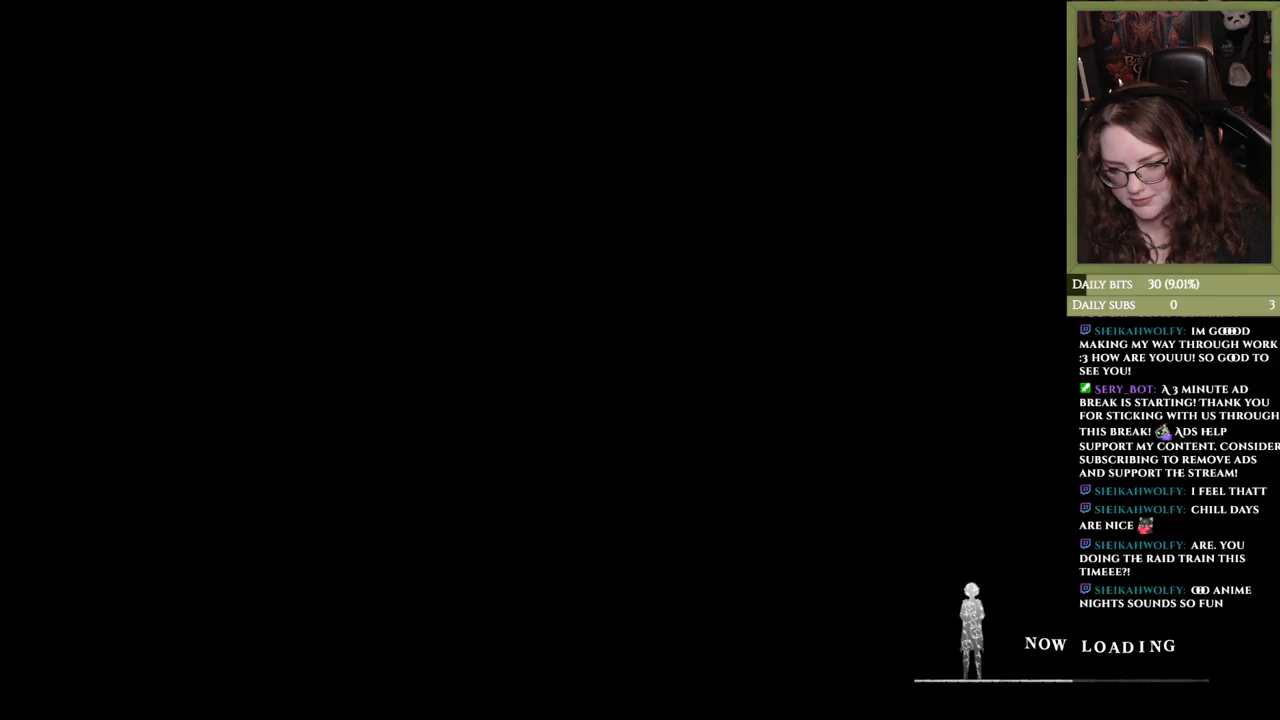 DAILY BITS 30 (9.01%)
DAILY SUBS 0 3
SHEIKAHWOLFY: IM GOOOD
MAKING MY WAY THROUGH WORK
:3 HOW ARE YOUUU! SO GOOD TO
SEE YOU!
SERY_BOT: A 3 MINUTE AD
BREAK IS STARTING! THANK YOU
FOR STICKING WITH US THROUGH
THIS BREAK! ADS HELP
SUPPORT MY CONTENT. CONSIDER
SUBSCRIBING TO REMOVE ADS
AND SUPPORT THE STREAM!
SHEIKAHWOLFY: I FEEL THATT
SHEIKAHWOLFY: CHILL DAYS
ARE NICE
SHEIKAHWOLFY: ARE. YOU
DOING THE RAID TRAIN THIS
TIMEEE?!
SHEIKAHWOLFY: OOO ANIME
NIGHTS SOUNDS SO FUN
NOW LOADING